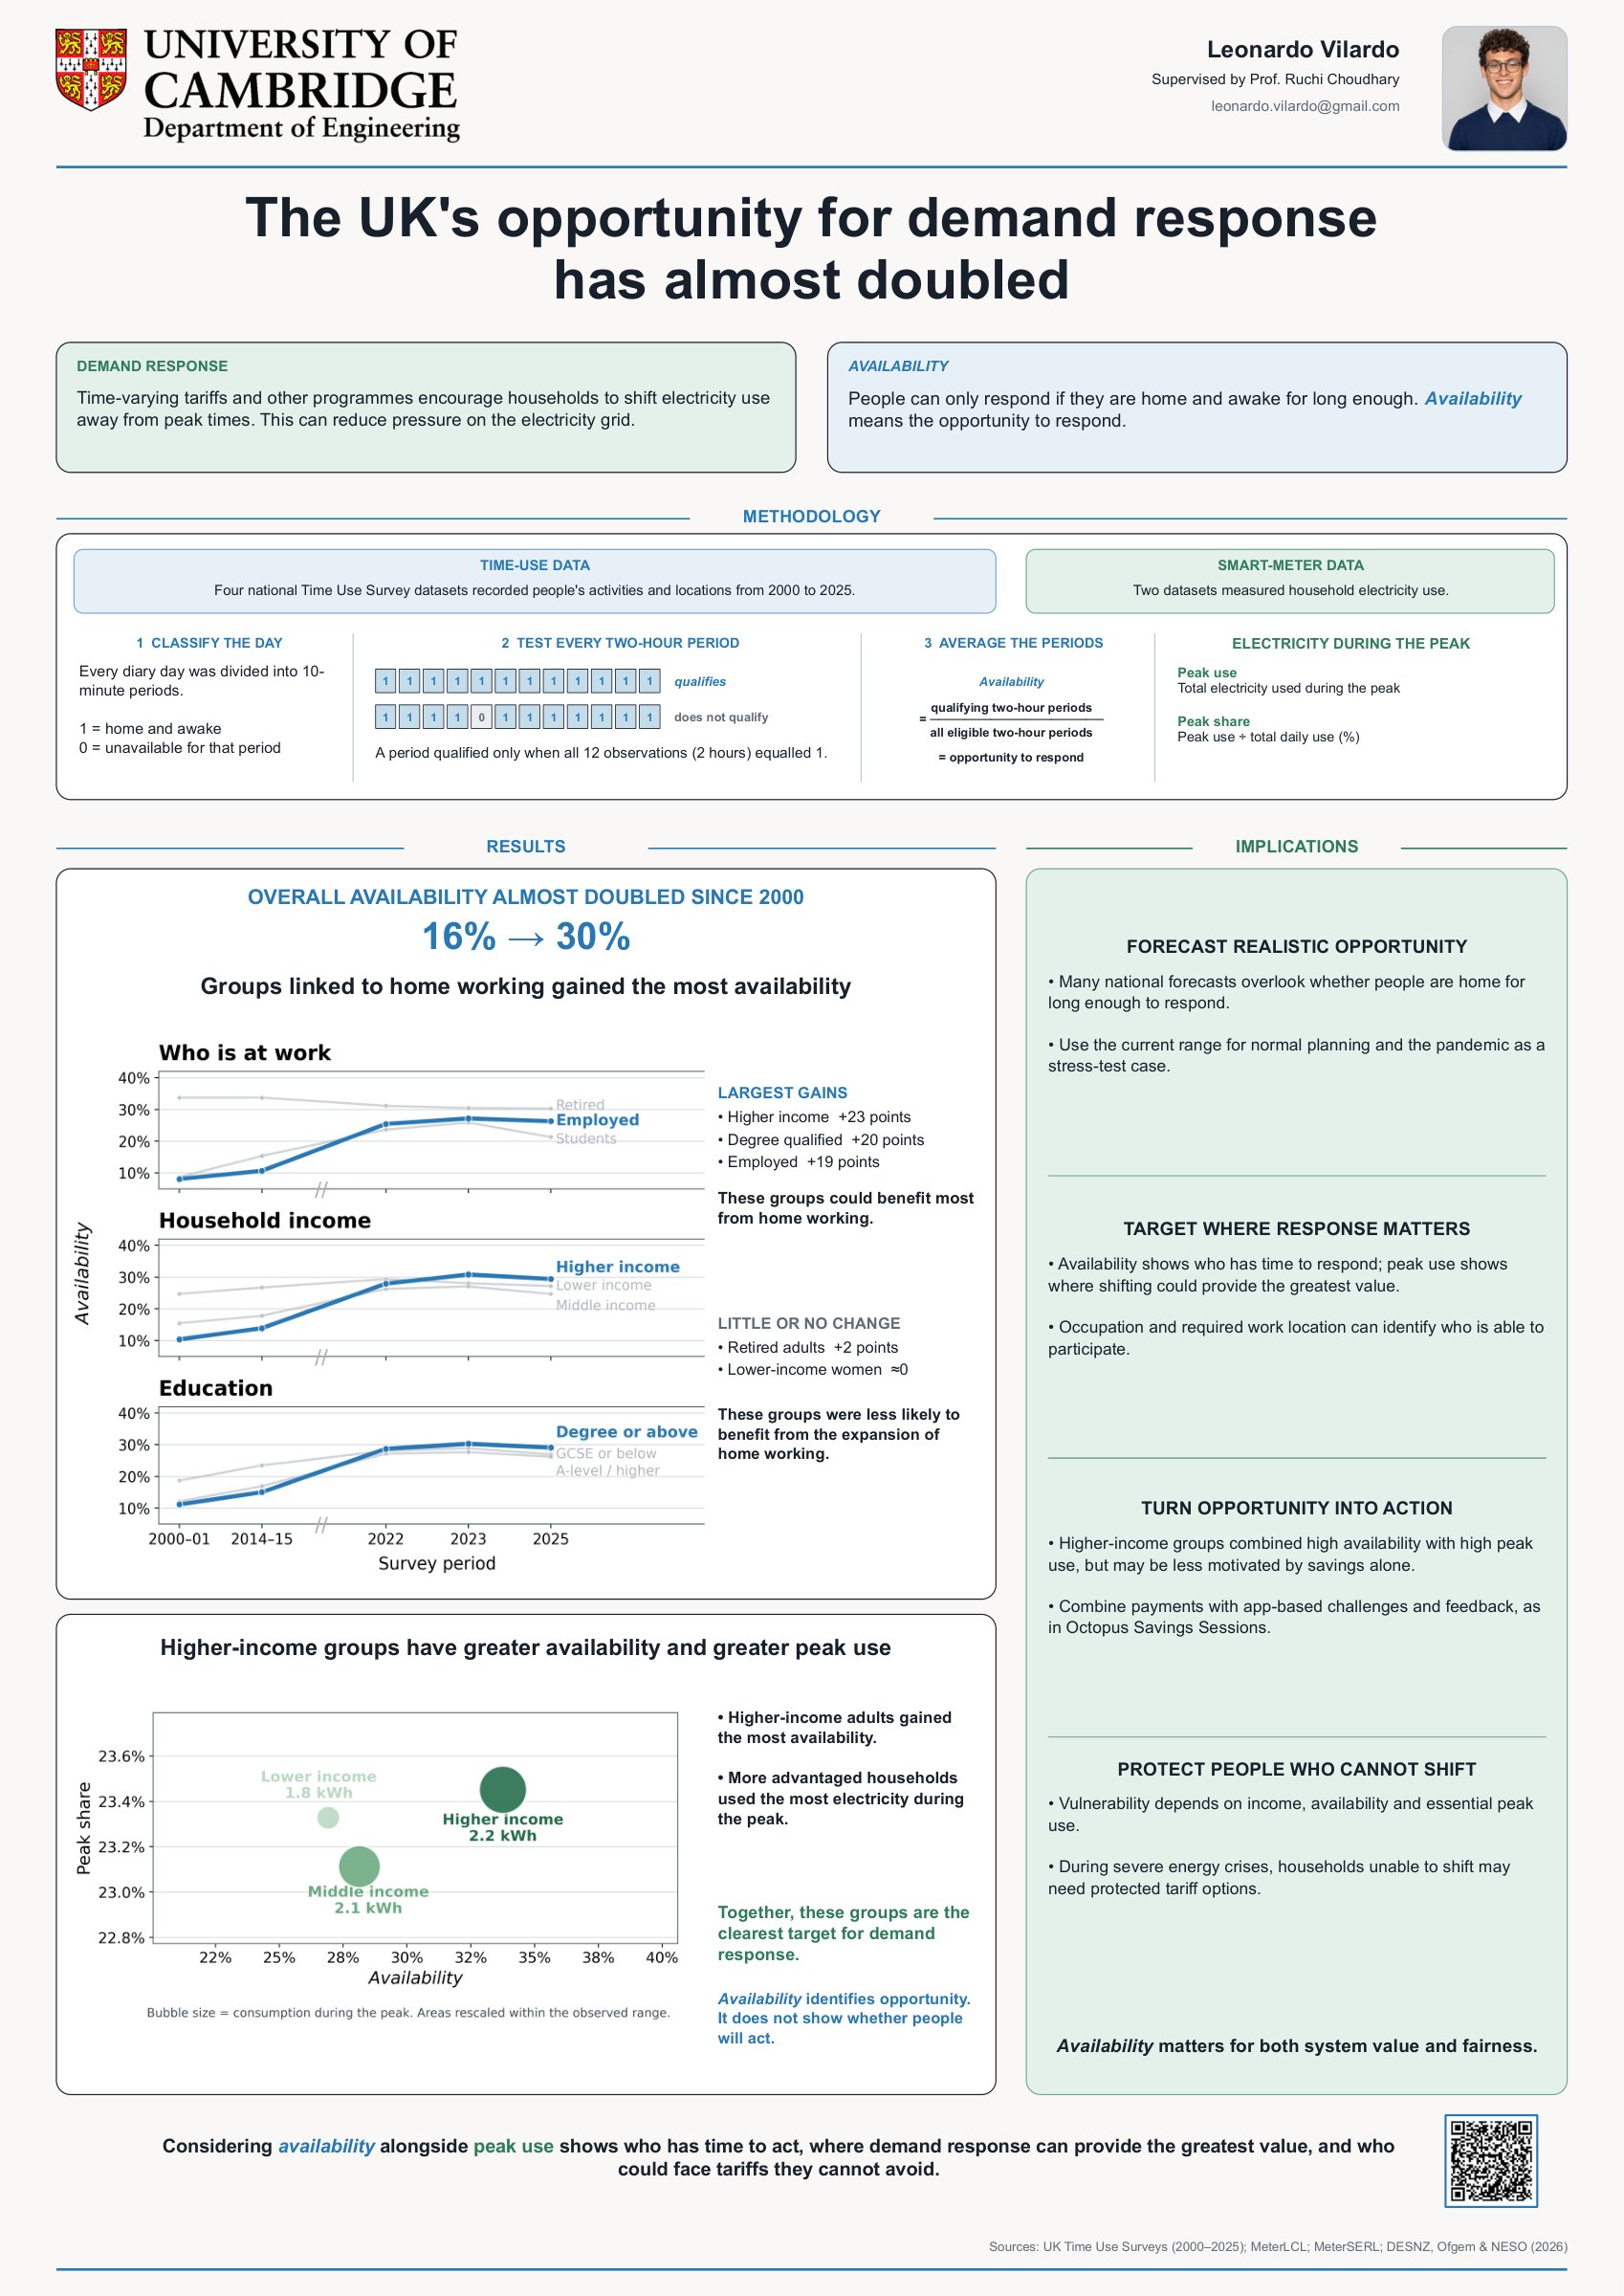 UNIVERSITY OF
CAMBRIDGE
Department of Engineering
Leonardo Vilardo
Supervised by Prof. Ruchi Choudhary
leonardo.vilardo@gmail.com
The UK's opportunity for demand response
has almost doubled
DEMAND RESPONSE
Time-varying tariffs and other programmes encourage households to shift electricity use
away from peak times. This can reduce pressure on the electricity grid.
AVAILABILITY
People can only respond if they are home and awake for long enough. Availability
means the opportunity to respond.
METHODOLOGY
TIME-USE DATA
Four national Time Use Survey datasets recorded people's activities and locations from 2000 to 2025.
SMART-METER DATA
Two datasets measured household electricity use.
1 CLASSIFY THE DAY
Every diary day was divided into 10-
minute periods.
1 = home and awake
0 = unavailable for that period
2 TEST EVERY TWO-HOUR PERIOD
1 1 1 1 1 1 1 1 1 1 1 1 qualifies
1 1 1 1 0 1 1 1 1 1 1 1 does not qualify
A period qualified only when all 12 observations (2 hours) equalled 1.
3 AVERAGE THE PERIODS
Availability
qualifying two-hour periods
=
all eligible two-hour periods
= opportunity to respond
ELECTRICITY DURING THE PEAK
Peak use
Total electricity used during the peak
Peak share
Peak use ÷ total daily use (%)
RESULTS
OVERALL AVAILABILITY ALMOST DOUBLED SINCE 2000
16% → 30%
Groups linked to home working gained the most availability
Availability
Who is at work
40%
30%
20%
10%
Retired
Employed
Students
Household income
40%
30%
20%
10%
Higher income
Lower income
Middle income
Education
40%
30%
20%
10%
Degree or above
GCSE or below
A-level / higher
2000–01 2014–15 2022 2023 2025
Survey period
LARGEST GAINS
• Higher income +23 points
• Degree qualified +20 points
• Employed +19 points
These groups could benefit most
from home working.
LITTLE OR NO CHANGE
• Retired adults +2 points
• Lower-income women ≈0
These groups were less likely to
benefit from the expansion of
home working.
Higher-income groups have greater availability and greater peak use
Peak share
23.6%
23.4%
23.2%
23.0%
22.8%
Lower income
1.8 kWh
Higher income
2.2 kWh
Middle income
2.1 kWh
22% 25% 28% 30% 32% 35% 38% 40%
Availability
Bubble size = consumption during the peak. Areas rescaled within the observed range.
• Higher-income adults gained
the most availability.
• More advantaged households
used the most electricity during
the peak.
Together, these groups are the
clearest target for demand
response.
Availability identifies opportunity.
It does not show whether people
will act.
IMPLICATIONS
FORECAST REALISTIC OPPORTUNITY
• Many national forecasts overlook whether people are home for
long enough to respond.
• Use the current range for normal planning and the pandemic as a
stress-test case.
TARGET WHERE RESPONSE MATTERS
• Availability shows who has time to respond; peak use shows
where shifting could provide the greatest value.
• Occupation and required work location can identify who is able to
participate.
TURN OPPORTUNITY INTO ACTION
• Higher-income groups combined high availability with high peak
use, but may be less motivated by savings alone.
• Combine payments with app-based challenges and feedback, as
in Octopus Savings Sessions.
PROTECT PEOPLE WHO CANNOT SHIFT
• Vulnerability depends on income, availability and essential peak
use.
• During severe energy crises, households unable to shift may
need protected tariff options.
Availability matters for both system value and fairness.
Considering availability alongside peak use shows who has time to act, where demand response can provide the greatest value, and who
could face tariffs they cannot avoid.
Sources: UK Time Use Surveys (2000–2025); MeterLCL; MeterSERL; DESNZ, Ofgem & NESO (2026)